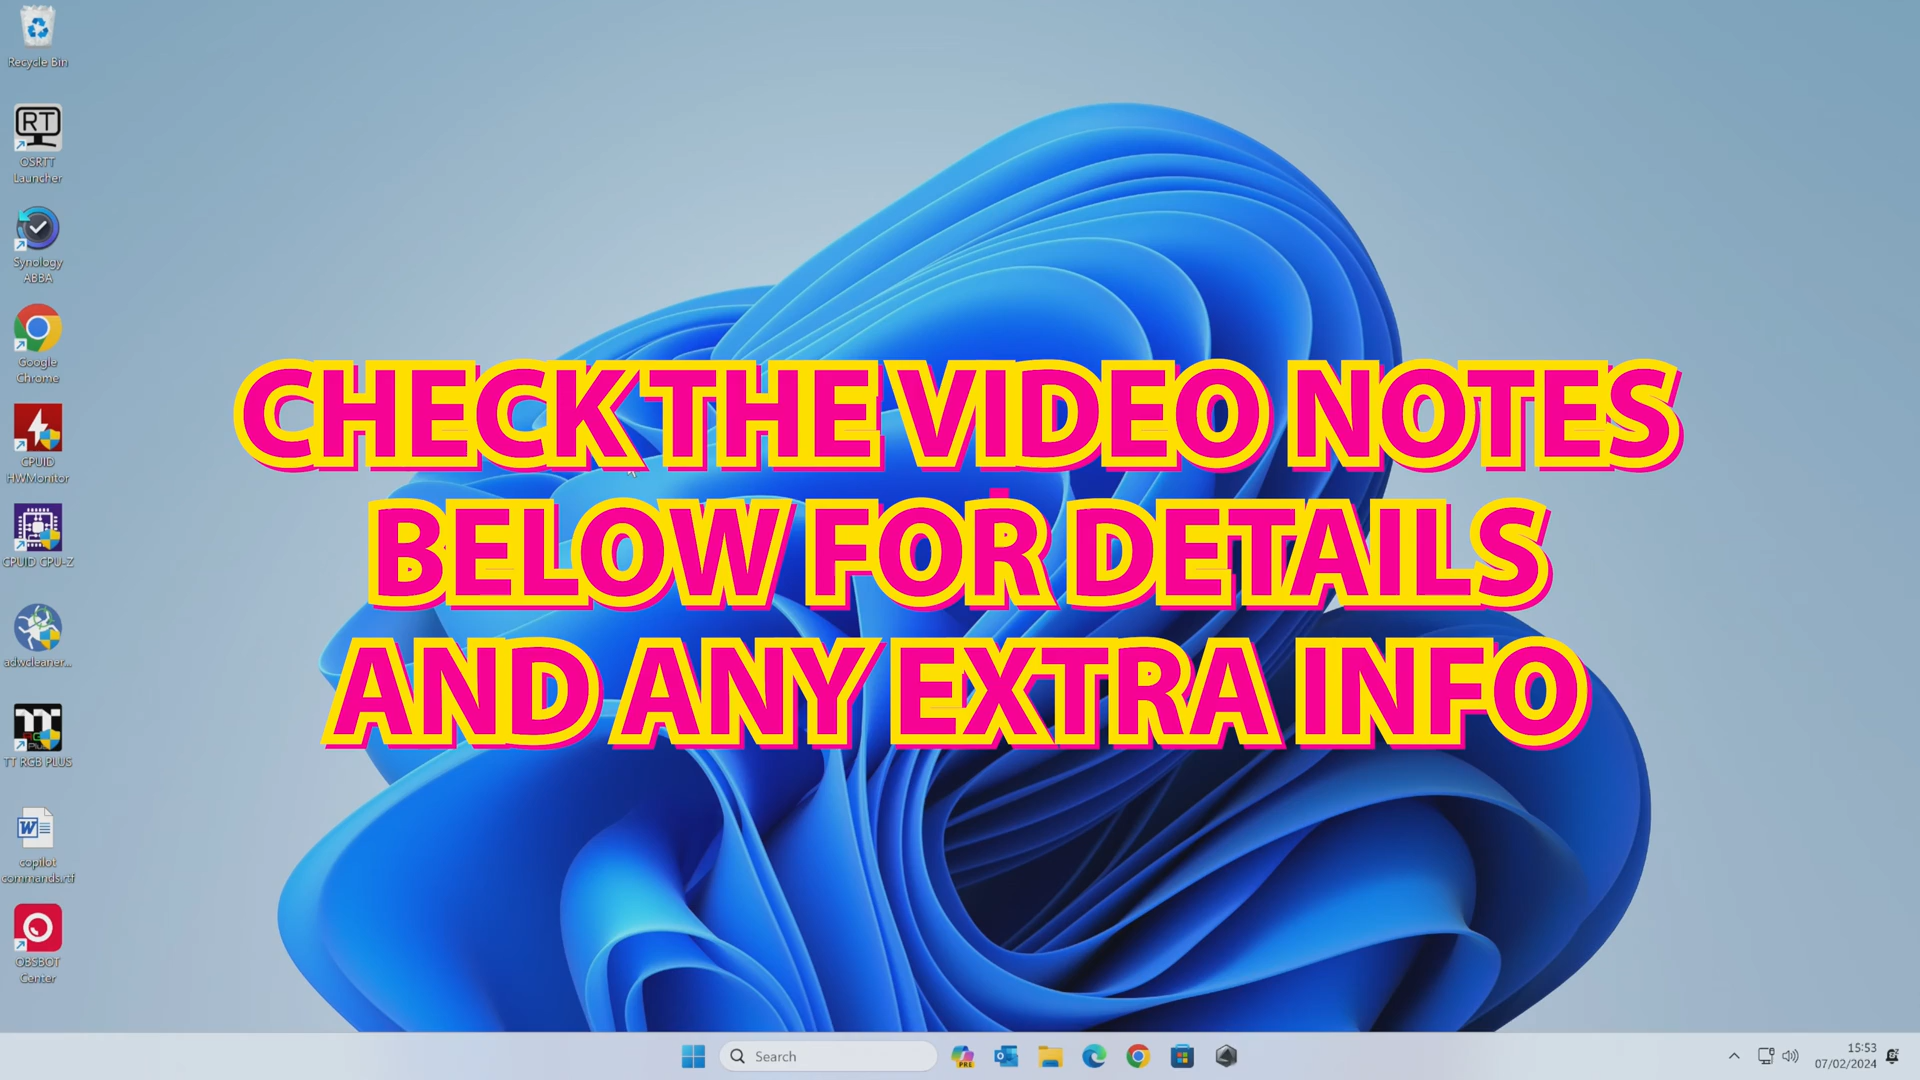 Recycle Bin
RT
OSRTT
Launcher
Synology
ABBA
Google
Chrome
CPUID
HWMonitor
CPUID CPU-Z
adwcleaner...
TT RGB PLUS
copilot
commands.rtf
OBSBOT
Center
CHECK THE VIDEO NOTES
BELOW FOR DETAILS
AND ANY EXTRA INFO
Search
PRE
15:53
07/02/2024